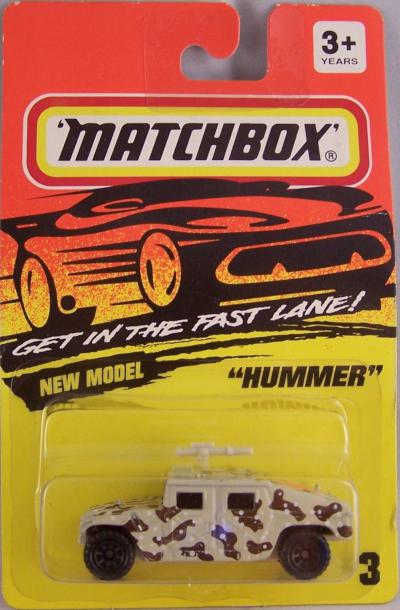 3+
YEARS
'MATCHBOX'®
GET IN THE FAST LANE!
NEW MODEL
"HUMMER"
3